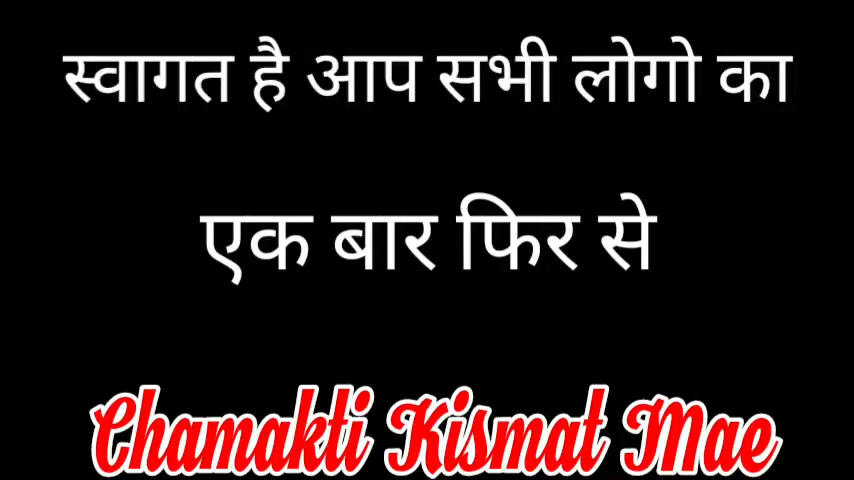 स्वागत है आप सभी लोगो का
एक बार फिर से
Chamakti Kismat Mae